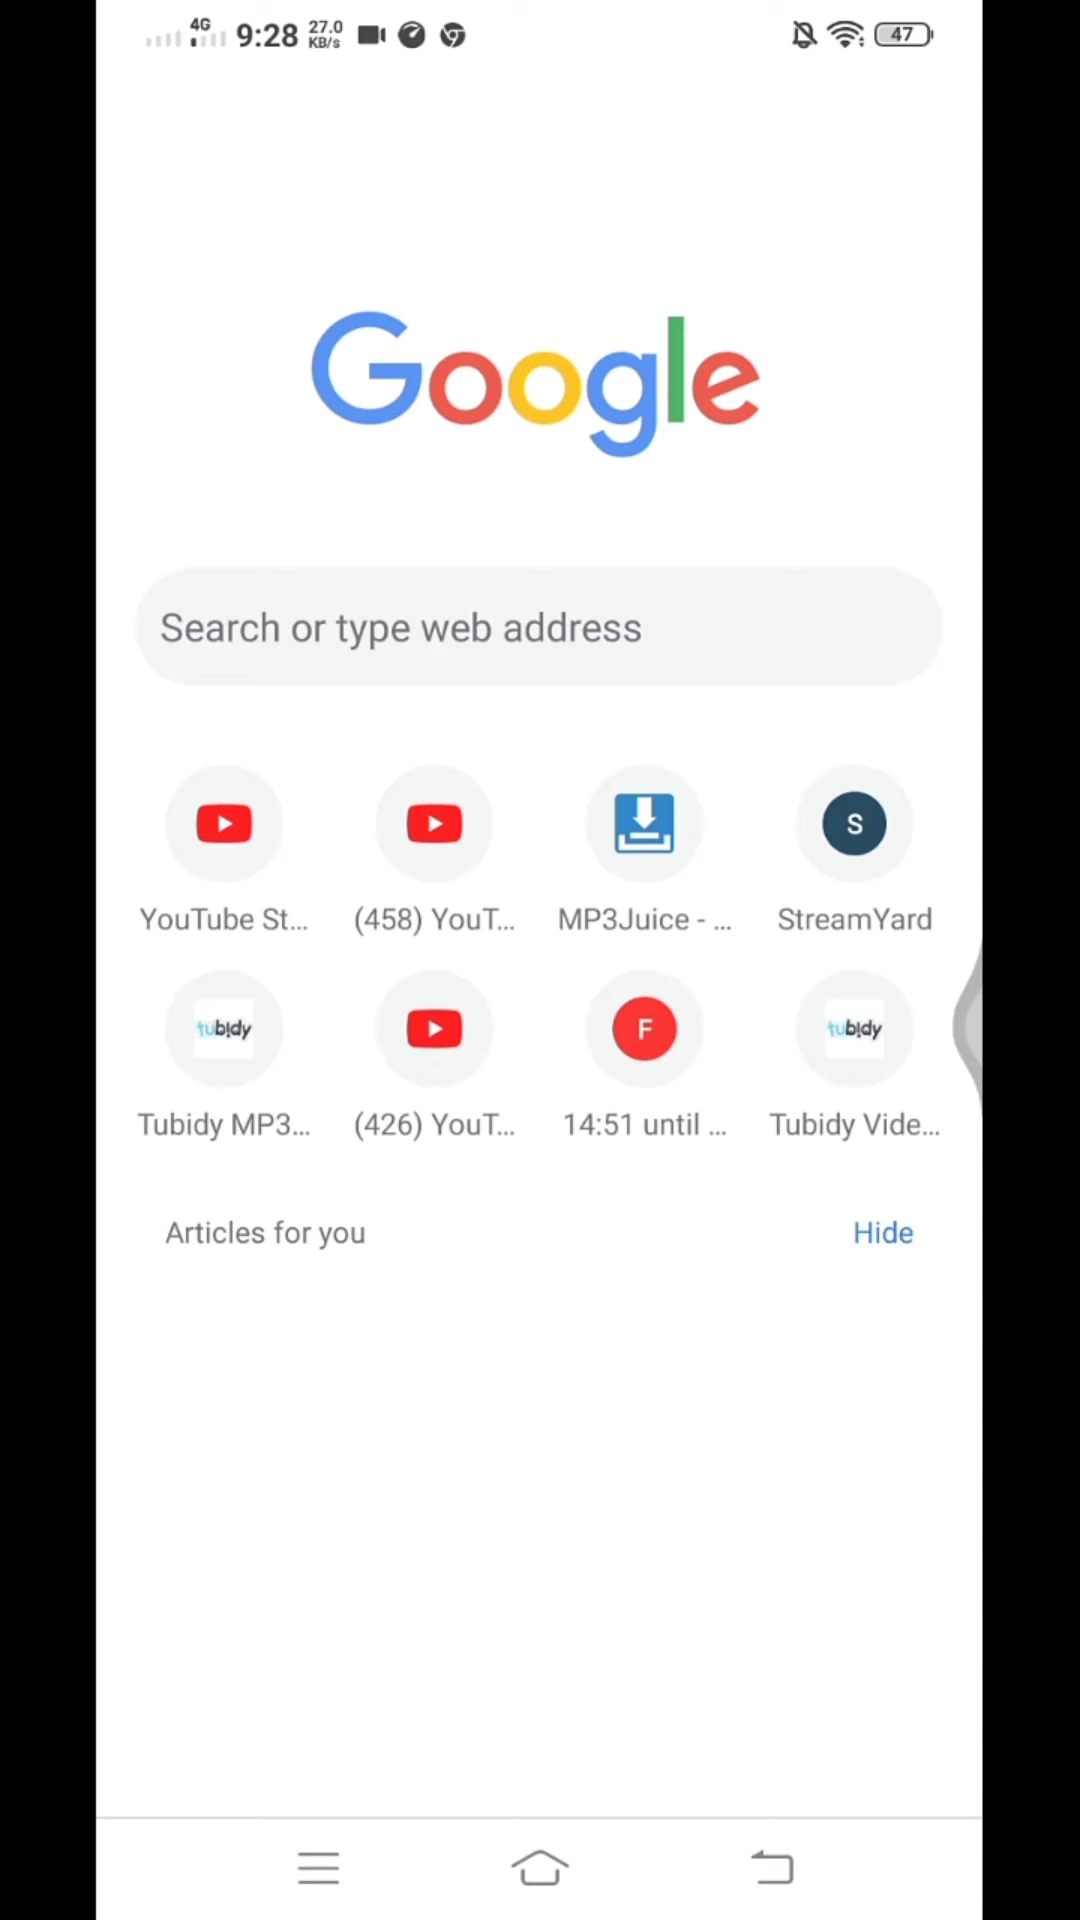 4G 9:28 27.0 KB/s 47
Google
Search or type web address
S
YouTube St... (458) YouT... MP3Juice - ... StreamYard
tubidy F tubidy
Tubidy MP3... (426) YouT... 14:51 until ... Tubidy Vide...
Articles for you Hide